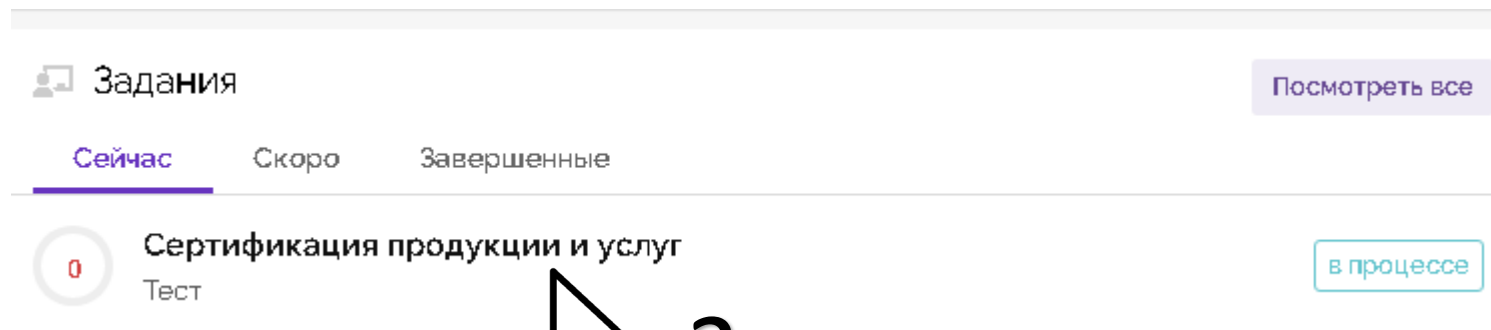 Задания
Посмотреть все
Сейчас Скоро Завершенные
0
Сертификация продукции и услуг
Тест
в процессе